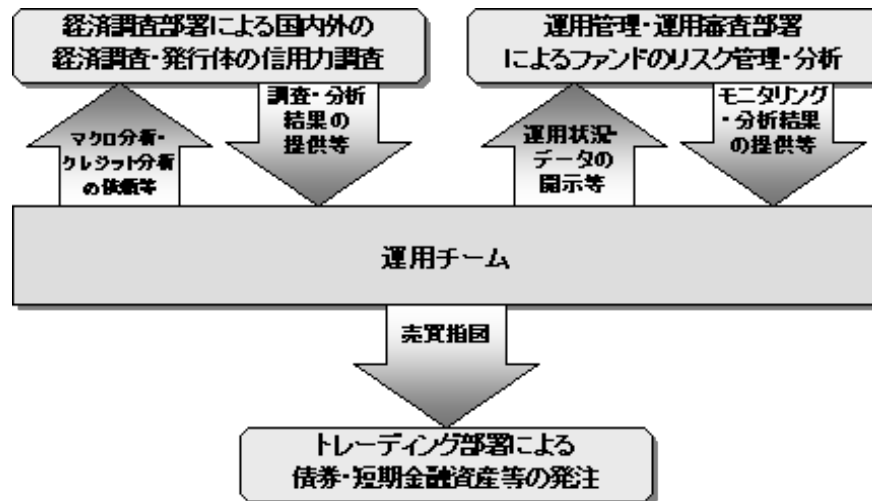 経済調査部署による国内外の
経済調査・発行体の信用力調査
運用管理・運用審査部署
によるファンドのリスク管理・分析
マクロ分析・
クレジット分析
の依頼等
調査・分析
結果の
提供等
運用状況・
データの
開示等
モニタリング
・分析結果
の提供等
運用チーム
売買指図
トレーディング部署による
債券・短期金融資産等の発注